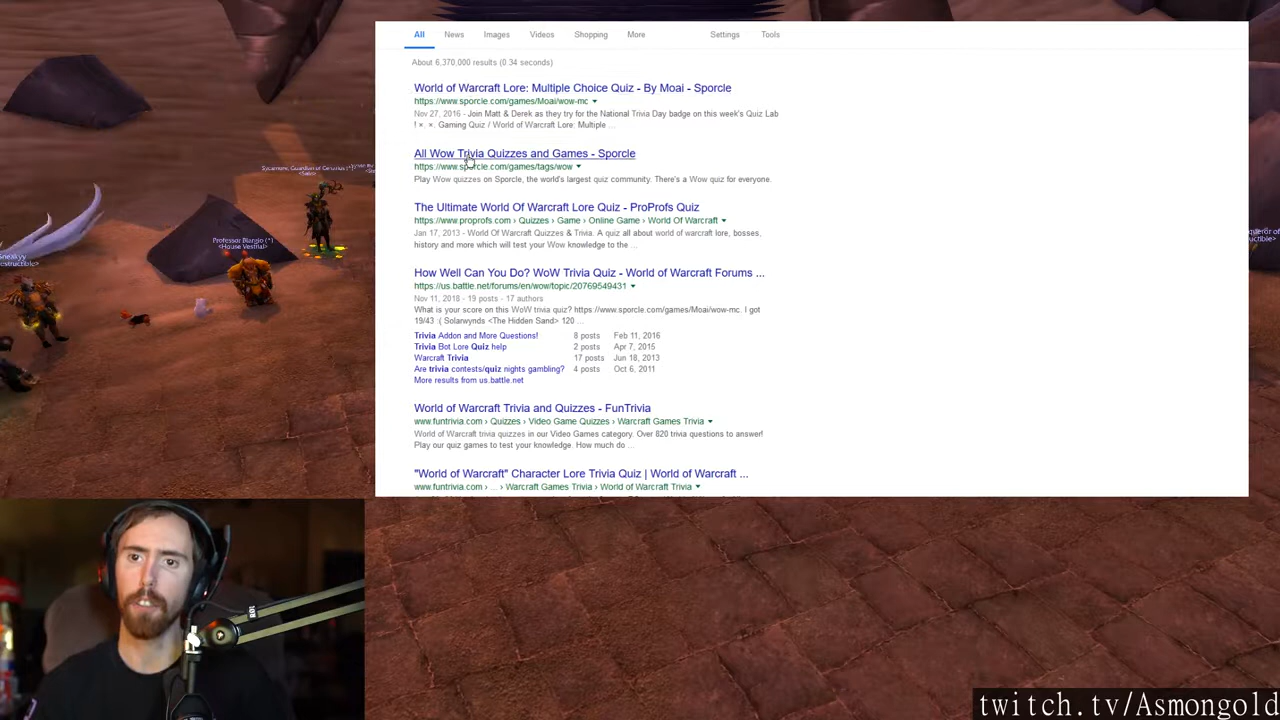 All News Images Videos Shopping More Settings Tools
About 6,370,000 results (0.34 seconds)
World of Warcraft Lore: Multiple Choice Quiz - By Moai - Sporcle
https://www.sporcle.com/games/Moai/wow-mc
Nov 27, 2016 - Join Matt & Derek as they try for the National Trivia Day badge on this week's Quiz Lab
! ×. ×. Gaming Quiz / World of Warcraft Lore: Multiple ...
All Wow Trivia Quizzes and Games - Sporcle
https://www.sporcle.com/games/tags/wow
Play Wow quizzes on Sporcle, the world's largest quiz community. There's a Wow quiz for everyone.
The Ultimate World Of Warcraft Lore Quiz - ProProfs Quiz
https://www.proprofs.com › Quizzes › Game › Online Game › World Of Warcraft
Jan 17, 2013 - World Of Warcraft Quizzes & Trivia. A quiz all about world of warcraft lore, bosses,
history and more which will test your Wow knowledge to the ...
How Well Can You Do? WoW Trivia Quiz - World of Warcraft Forums ...
https://us.battle.net/forums/en/wow/topic/20769549431
Nov 11, 2018 - 19 posts - 17 authors
What is your score on this WoW trivia quiz? https://www.sporcle.com/games/Moai/wow-mc. I got
19/43 :( Solarwynds <The Hidden Sand> 120 ...
Trivia Addon and More Questions! 8 posts Feb 11, 2016
Trivia Bot Lore Quiz help 2 posts Apr 7, 2015
Warcraft Trivia 17 posts Jun 18, 2013
Are trivia contests/quiz nights gambling? 4 posts Oct 6, 2011
More results from us.battle.net
World of Warcraft Trivia and Quizzes - FunTrivia
www.funtrivia.com › Quizzes › Video Game Quizzes › Warcraft Games Trivia
World of Warcraft trivia quizzes in our Video Games category. Over 820 trivia questions to answer!
Play our quiz games to test your knowledge. How much do ...
"World of Warcraft" Character Lore Trivia Quiz | World of Warcraft ...
www.funtrivia.com › ... › Warcraft Games Trivia › World of Warcraft Trivia
Professor Blargio (*)
<House Vestmal>
twitch.tv/Asmongold